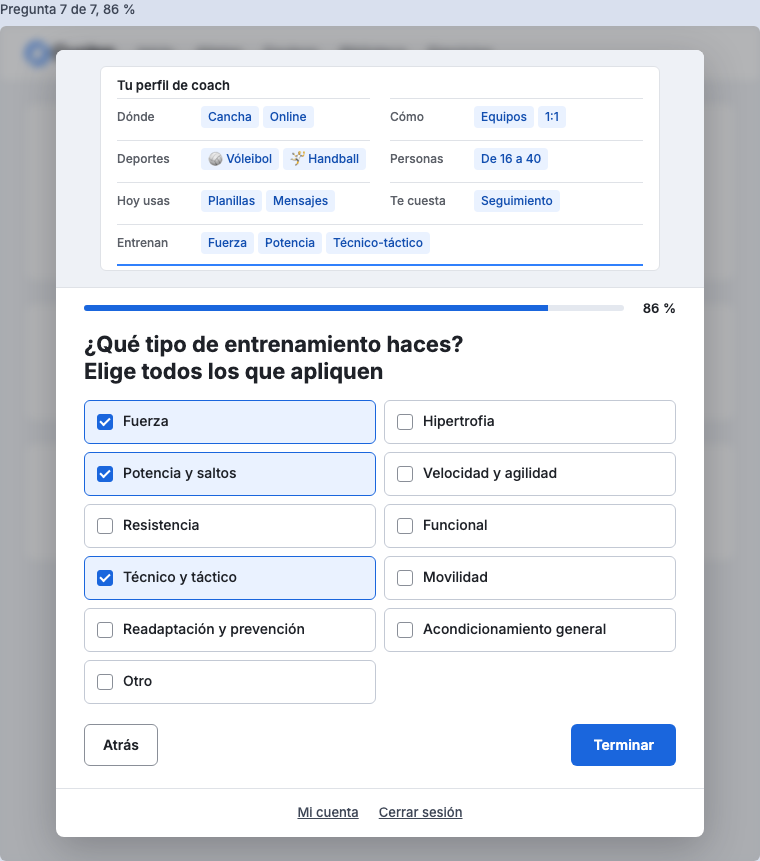 Pregunta 7 de 7, 86 %
Tu perfil de coach
Dónde Cancha Online
Cómo Equipos 1:1
Deportes Vóleibol Handball
Personas De 16 a 40
Hoy usas Planillas Mensajes
Te cuesta Seguimiento
Entrenan Fuerza Potencia Técnico-táctico
86 %
¿Qué tipo de entrenamiento haces?
Elige todos los que apliquen
Fuerza
Hipertrofia
Potencia y saltos
Velocidad y agilidad
Resistencia
Funcional
Técnico y táctico
Movilidad
Readaptación y prevención
Acondicionamiento general
Otro
Atrás
Terminar
Mi cuenta
Cerrar sesión